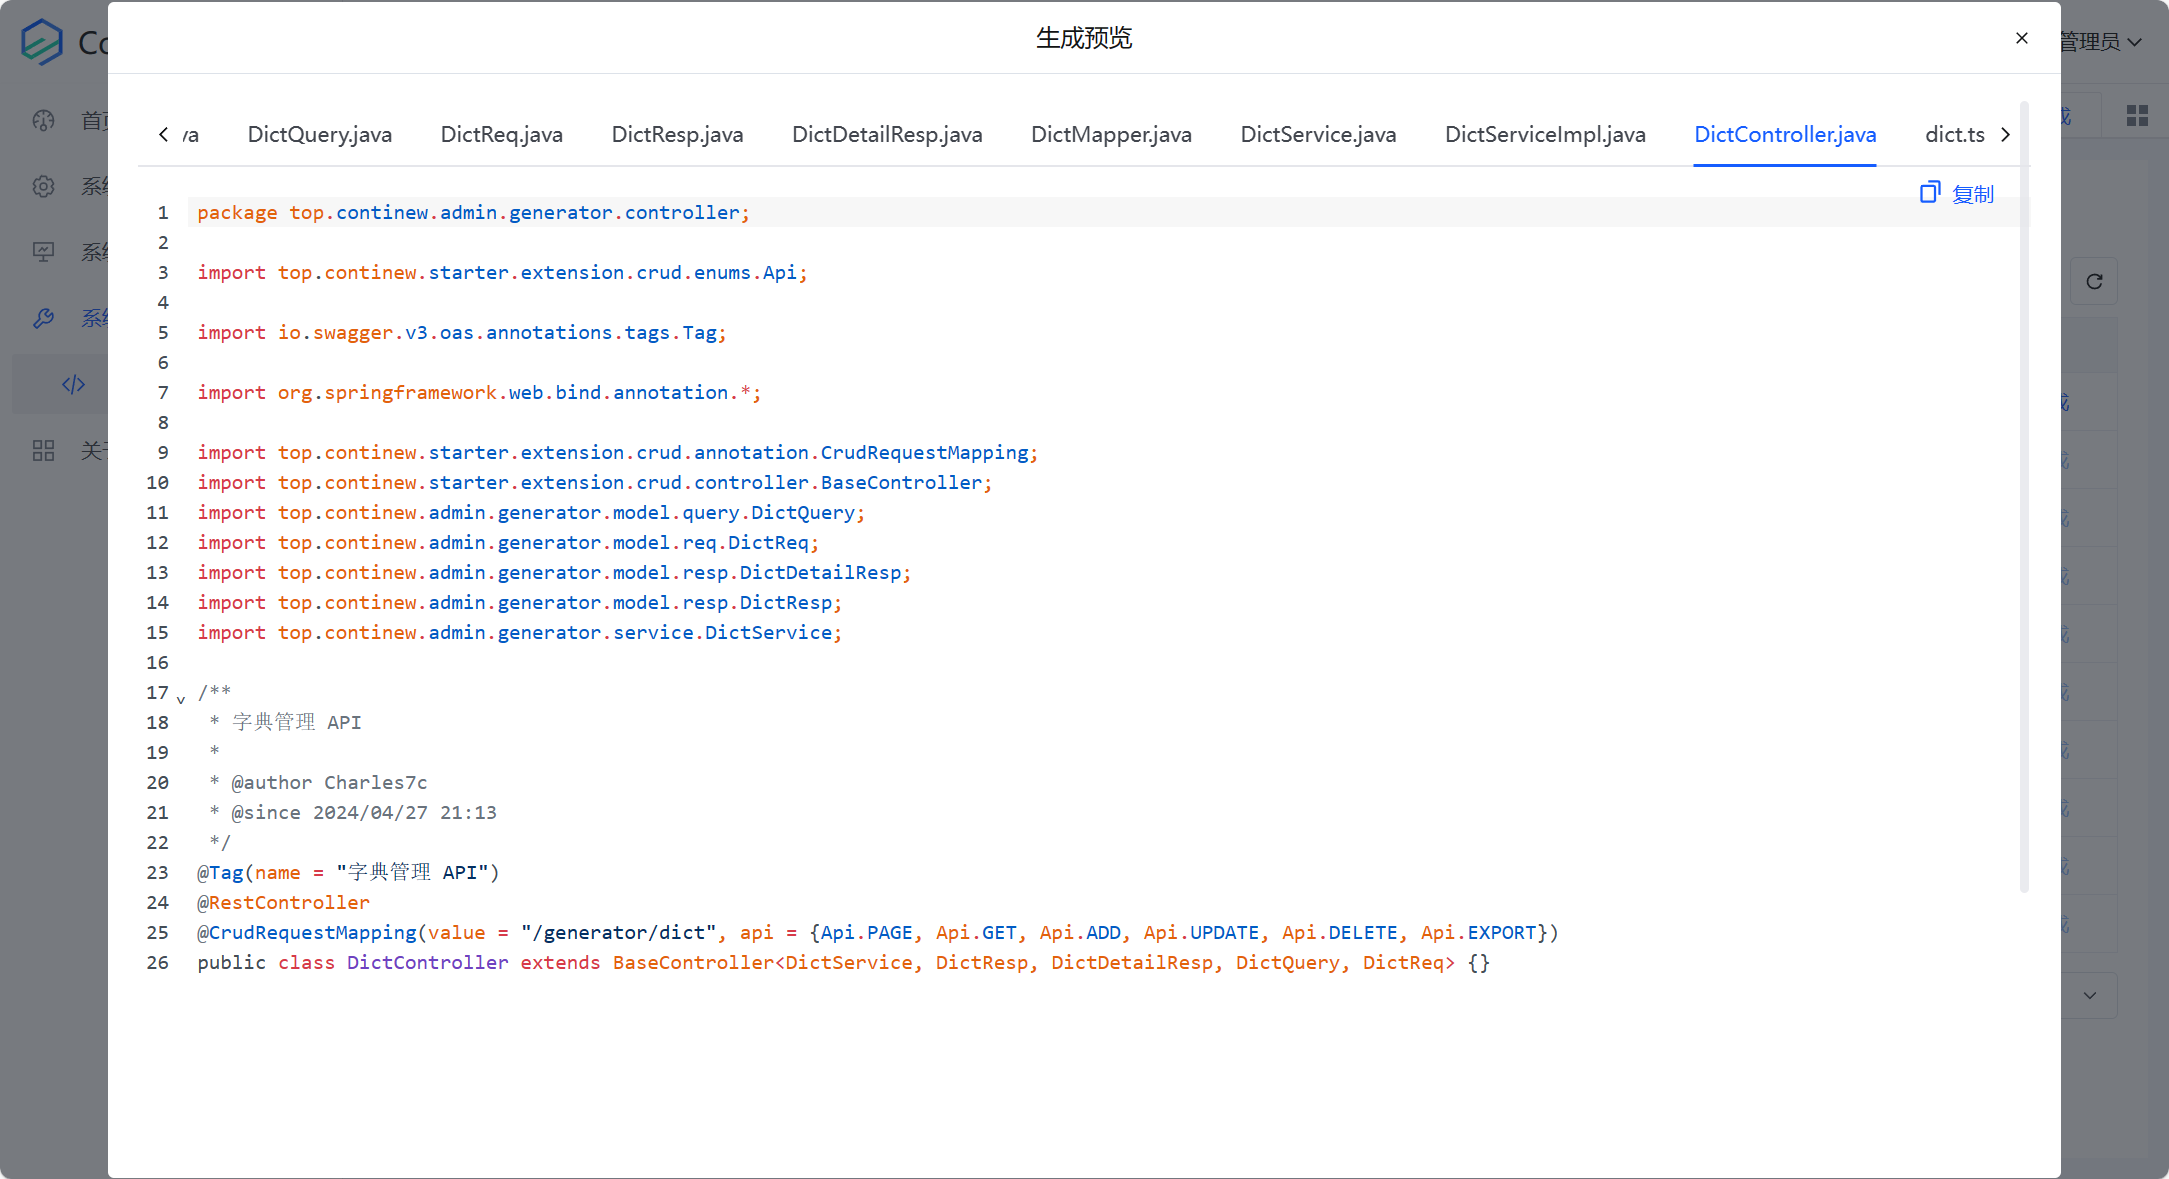 生成预览
管理员
DictQuery.java
DictReq.java
DictResp.java
DictDetailResp.java
DictMapper.java
DictService.java
DictServiceImpl.java
DictController.java
dict.ts
复制
1 package top.continew.admin.generator.controller;
2
3 import top.continew.starter.extension.crud.enums.Api;
4
5 import io.swagger.v3.oas.annotations.tags.Tag;
6
7 import org.springframework.web.bind.annotation.*;
8
9 import top.continew.starter.extension.crud.annotation.CrudRequestMapping;
10 import top.continew.starter.extension.crud.controller.BaseController;
11 import top.continew.admin.generator.model.query.DictQuery;
12 import top.continew.admin.generator.model.req.DictReq;
13 import top.continew.admin.generator.model.resp.DictDetailResp;
14 import top.continew.admin.generator.model.resp.DictResp;
15 import top.continew.admin.generator.service.DictService;
16
17 /**
18  * 字典管理 API
19  *
20  * @author Charles7c
21  * @since 2024/04/27 21:13
22  */
23 @Tag(name = "字典管理 API")
24 @RestController
25 @CrudRequestMapping(value = "/generator/dict", api = {Api.PAGE, Api.GET, Api.ADD, Api.UPDATE, Api.DELETE, Api.EXPORT})
26 public class DictController extends BaseController<DictService, DictResp, DictDetailResp, DictQuery, DictReq> {}